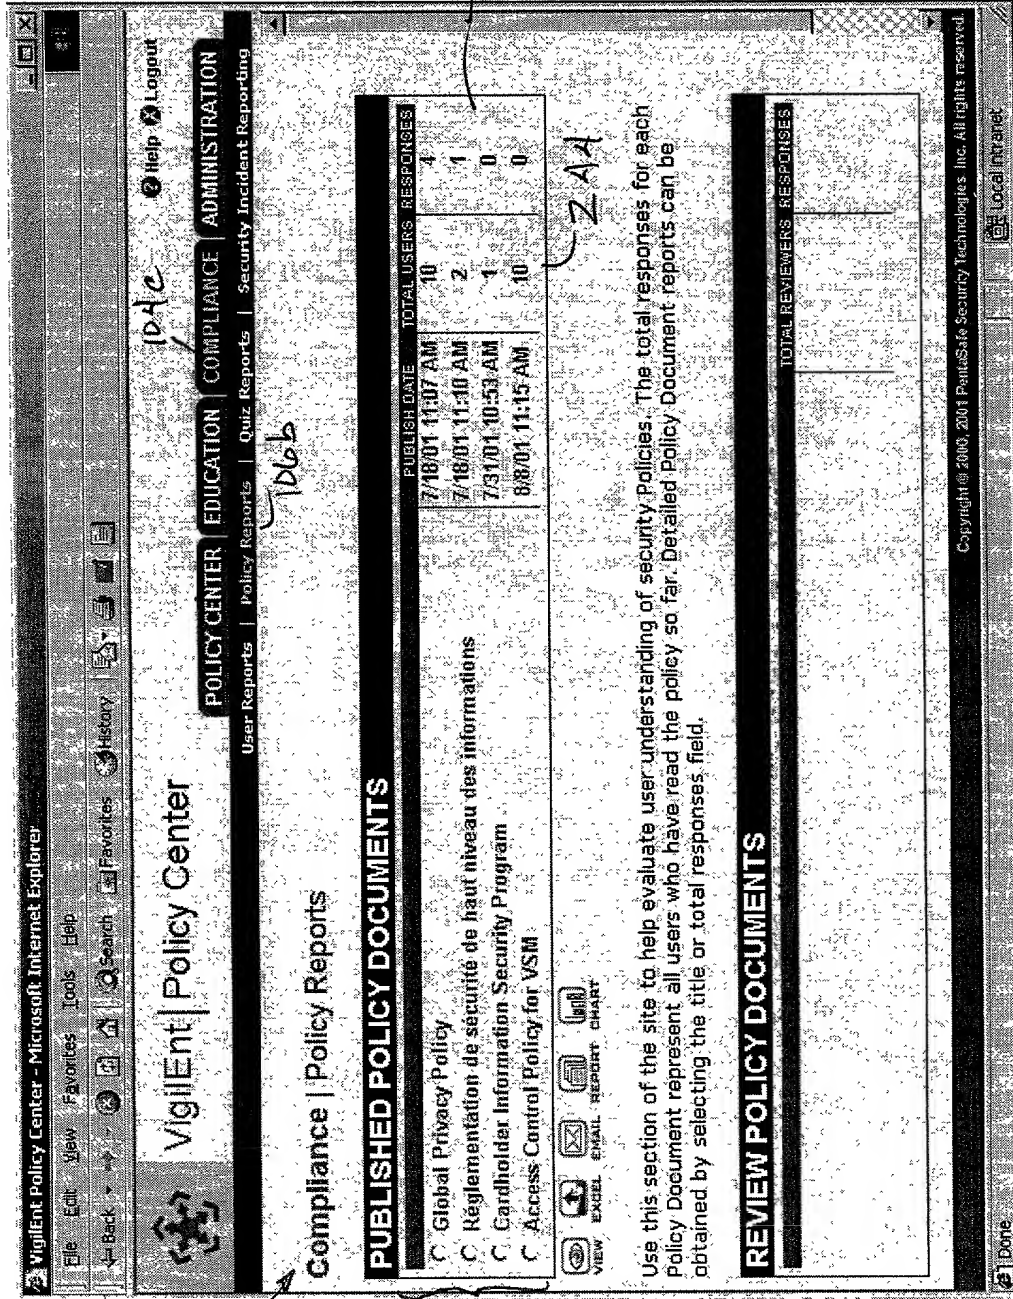 VigilEnt Policy Center - Microsoft Internet Explorer
File Edit View Favorites Tools Help
Back Search Favorites History
VigilEnt | Policy Center
Help Logout
104c
POLICY CENTER EDUCATION COMPLIANCE ADMINISTRATION
User Reports | Policy Reports | Quiz Reports | Security Incident Reporting
106b
Compliance | Policy Reports
PUBLISHED POLICY DOCUMENTS
PUBLISH DATE TOTAL USERS RESPONSES
Global Privacy Policy 7/18/01 11:07 AM 10 4
Réglementation de sécurité de haut niveau des informations 7/18/01 11:10 AM 2 1
Cardholder Information Security Program 7/31/01 10:53 AM 1 0
Access Control Policy for VSM 8/8/01 11:15 AM 10 0
2AA
VIEW EXCEL EMAIL REPORT CHART
Use this section of the site to help evaluate user understanding of security Policies. The total responses for each
Policy Document represent all users who have read the policy so far. Detailed Policy Document reports can be
obtained by selecting the title or total responses field.
REVIEW POLICY DOCUMENTS
TOTAL REVIEWERS RESPONSES
Copyright © 2000, 2001 PentaSafe Security Technologies, Inc. All rights reserved.
Done
Local intranet